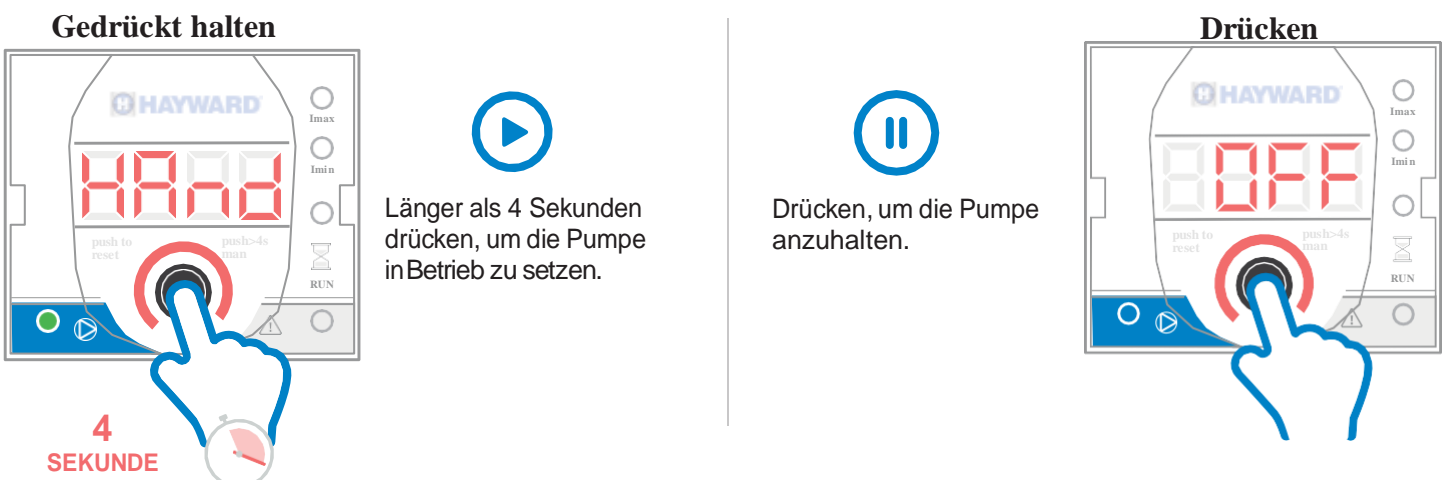 Gedrückt halten
HAYWARD
Imax
Imin
HAnd
push to
reset
push>4s
man
RUN
4
SEKUNDE
Länger als 4 Sekunden
drücken, um die Pumpe
inBetrieb zu setzen.
Drücken, um die Pumpe
anzuhalten.
Drücken
HAYWARD
Imax
Imin
OFF
push to
reset
push>4s
man
RUN